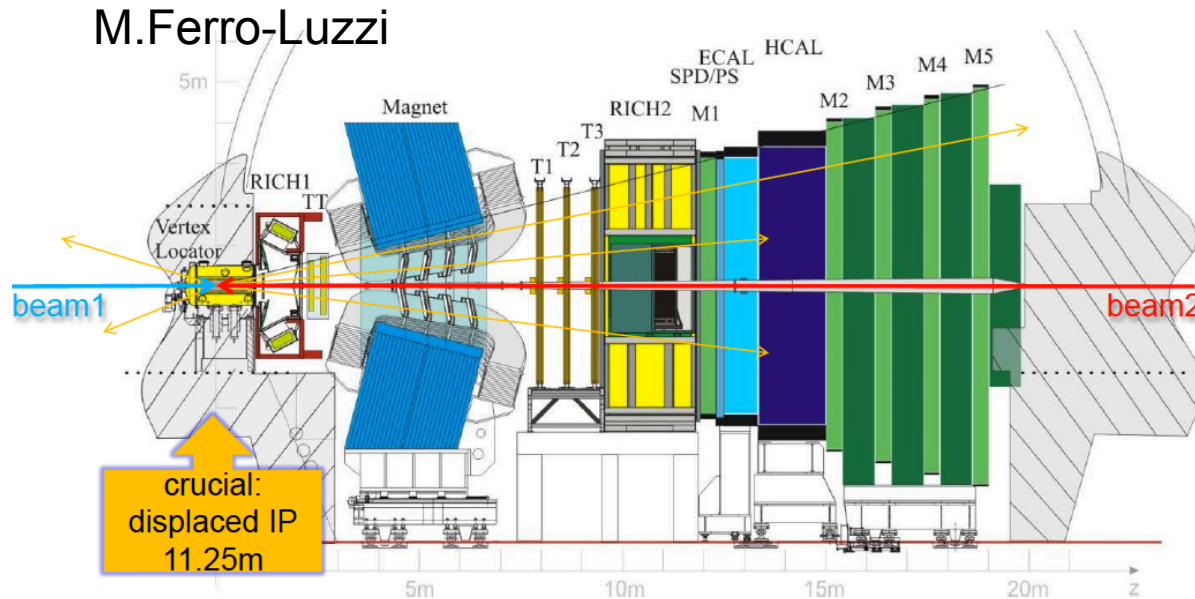 M.Ferro-Luzzi
5m
Magnet
RICH1
TT
Vertex
Locator
T1
T2
T3
RICH2
M1
SPD/PS
ECAL
HCAL
M2
M3
M4
M5
beam1
beam2
crucial:
displaced IP
11.25m
5m
10m
15m
20m
z